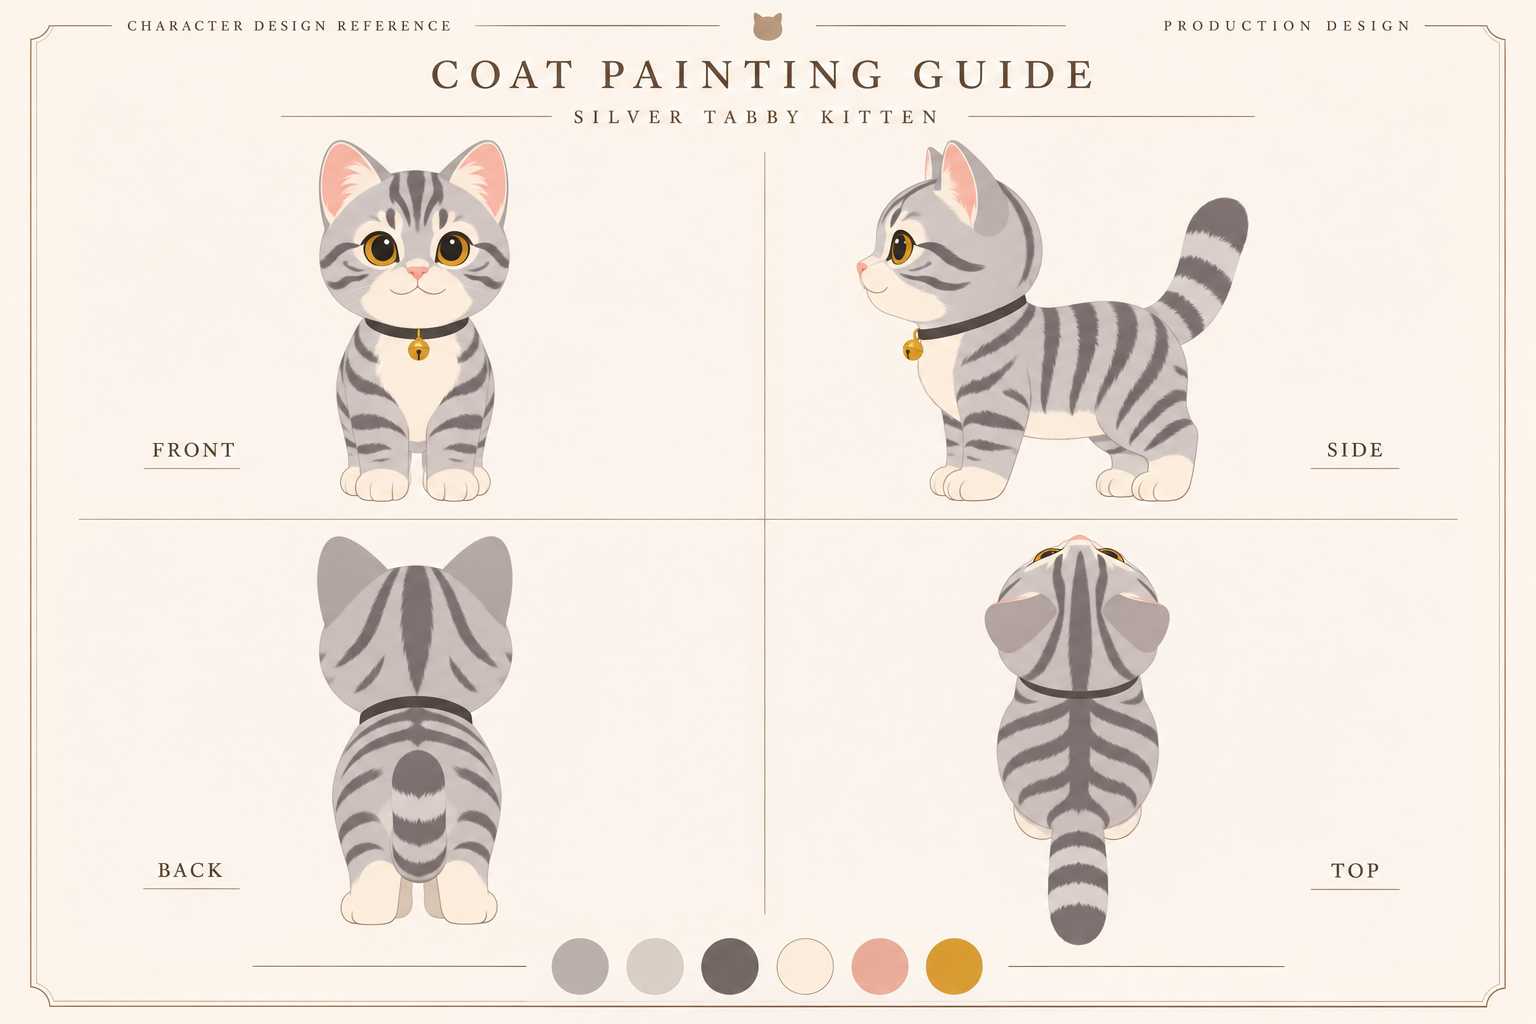 CHARACTER DESIGN REFERENCE
PRODUCTION DESIGN
COAT PAINTING GUIDE
SILVER TABBY KITTEN
FRONT
SIDE
BACK
TOP